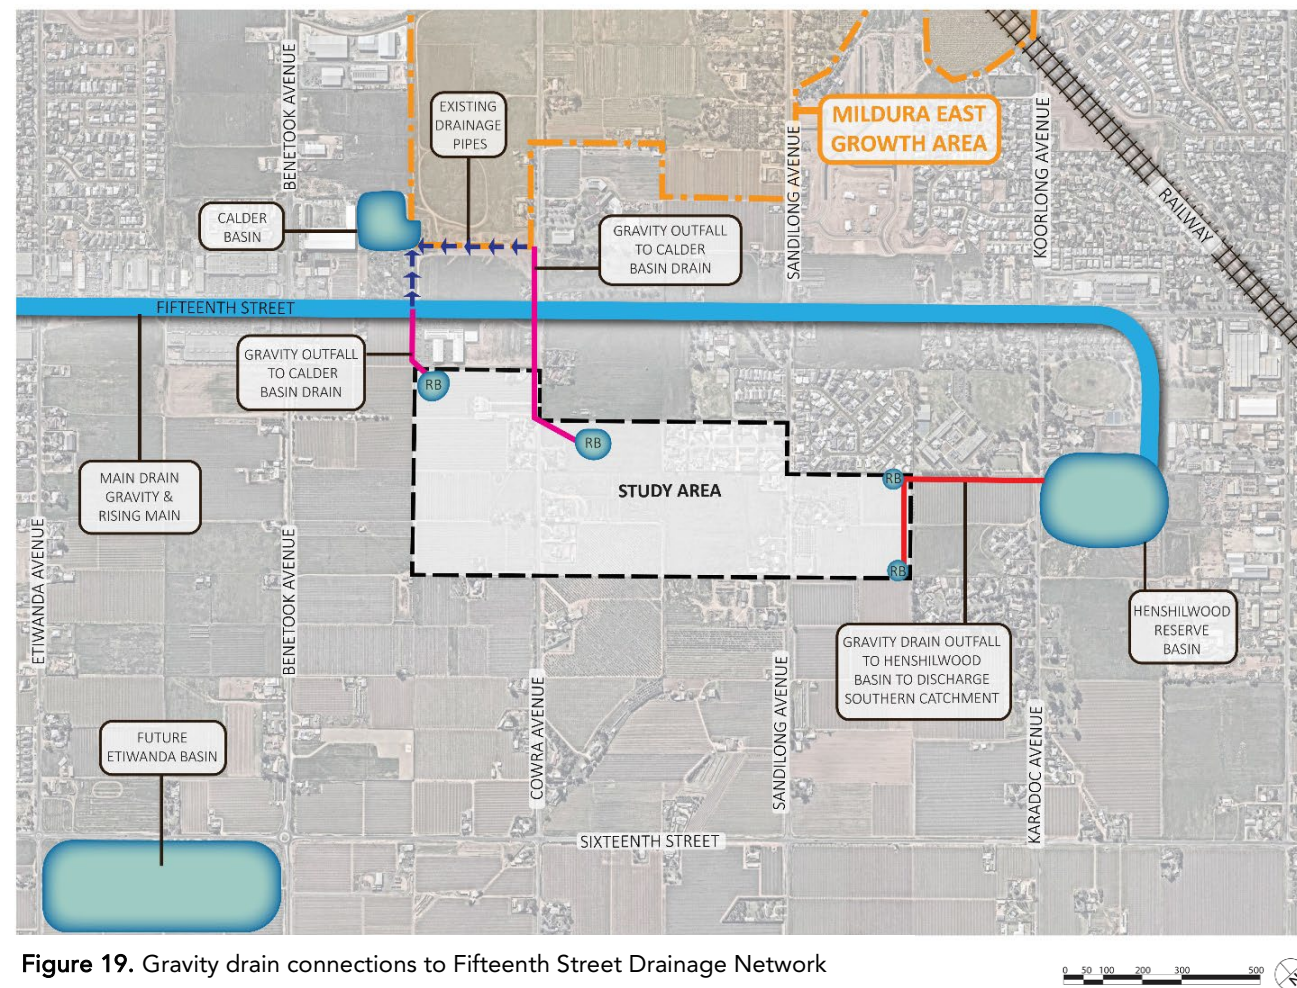 BENETOOK AVENUE
EXISTING
DRAINAGE
PIPES
MILDURA EAST
GROWTH AREA
SANDILONG AVENUE
KOORLONG AVENUE
RAILWAY
CALDER
BASIN
GRAVITY OUTFALL
TO CALDER
BASIN DRAIN
FIFTEENTH STREET
GRAVITY OUTFALL
TO CALDER
BASIN DRAIN
RB
RB
STUDY AREA
RB
RB
MAIN DRAIN
GRAVITY &
RISING MAIN
ETIWANDA AVENUE
BENETOOK AVENUE
HENSHILWOOD
RESERVE
BASIN
GRAVITY DRAIN OUTFALL
TO HENSHILWOOD
BASIN TO DISCHARGE
SOUTHERN CATCHMENT
COWRA AVENUE
SANDILONG AVENUE
KARADOC AVENUE
FUTURE
ETIWANDA BASIN
SIXTEENTH STREET
Figure 19. Gravity drain connections to Fifteenth Street Drainage Network
0 50 100 200 300 500
N